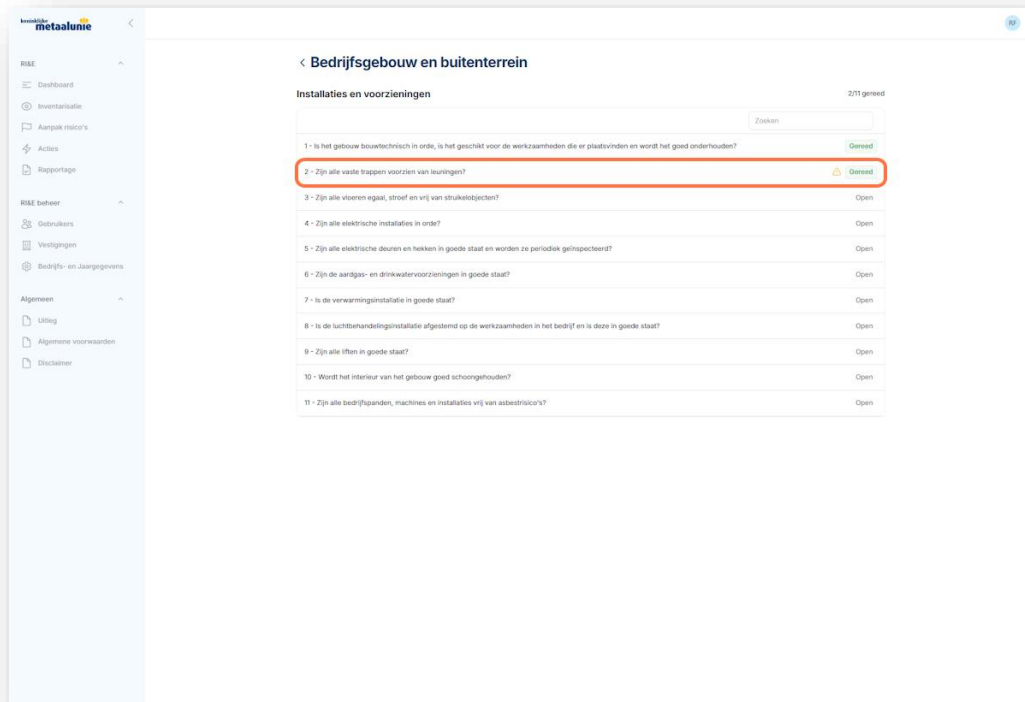 koninklijke
metaalunie
RF
RI&E
Dashboard
Inventarisatie
Aanpak risico's
Acties
Rapportage
RI&E beheer
Gebruikers
Vestigingen
Bedrijfs- en Jaargegevens
Algemeen
Uitleg
Algemene voorwaarden
Disclaimer
Bedrijfsgebouw en buitenterrein
Installaties en voorzieningen 2/11 gereed
Zoeken
1 - Is het gebouw bouwtechnisch in orde, is het geschikt voor de werkzaamheden die er plaatsvinden en wordt het goed onderhouden? Gereed
2 - Zijn alle vaste trappen voorzien van leuningen? Gereed
3 - Zijn alle vloeren egaal, stroef en vrij van struikelobjecten? Open
4 - Zijn alle elektrische installaties in orde? Open
5 - Zijn alle elektrische deuren en hekken in goede staat en worden ze periodiek geïnspecteerd? Open
6 - Zijn de aardgas- en drinkwatervoorzieningen in goede staat? Open
7 - Is de verwarmingsinstallatie in goede staat? Open
8 - Is de luchtbehandelingsinstallatie afgestemd op de werkzaamheden in het bedrijf en is deze in goede staat? Open
9 - Zijn alle liften in goede staat? Open
10 - Wordt het interieur van het gebouw goed schoongehouden? Open
11 - Zijn alle bedrijfspanden, machines en installaties vrij van asbestrisico's? Open